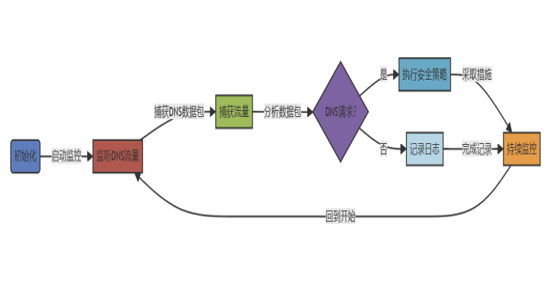 初始化
启动监控
监听DNS流量
捕获DNS数据包
捕获流量
分析数据包
DNS请求?
是
执行安全策略
采取措施
否
记录日志
完成记录
持续监控
回到开始